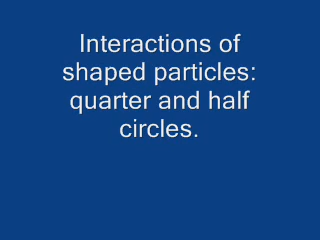 Interactions of
shaped particles:
quarter and half
circles.